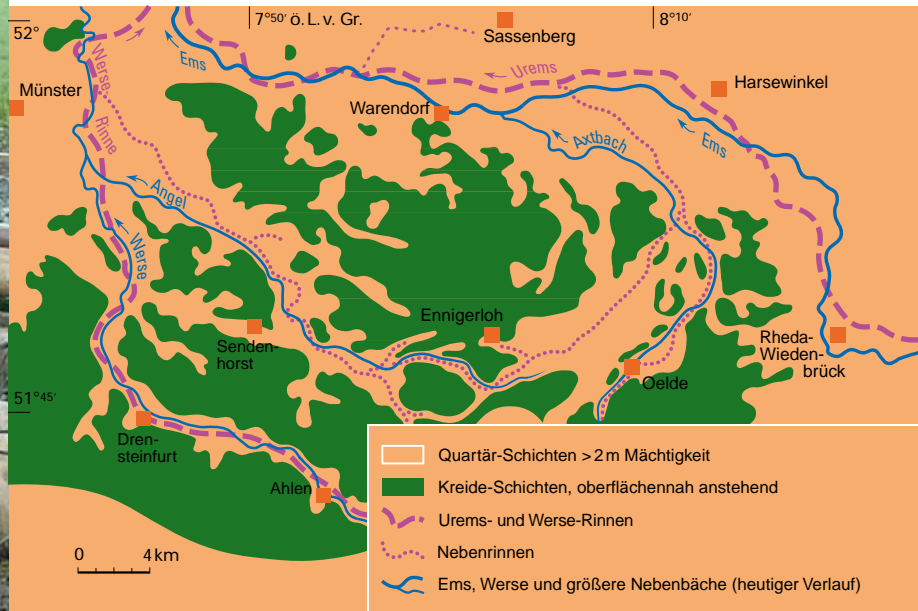 7°50' ö. L. v. Gr.
8°10'
52°
Sassenberg
Werse-
Rinne
Ems
Urems
Münster
Harsewinkel
Warendorf
Axtbach
Ems
Angel
Werse
Ennigerloh
Senden-
horst
Rheda-
Wieden-
brück
Oelde
51°45'
Dren-
steinfurt
Ahlen
0 4 km
Quartär-Schichten > 2 m Mächtigkeit
Kreide-Schichten, oberflächennah anstehend
Urems- und Werse-Rinnen
Nebenrinnen
Ems, Werse und größere Nebenbäche (heutiger Verlauf)